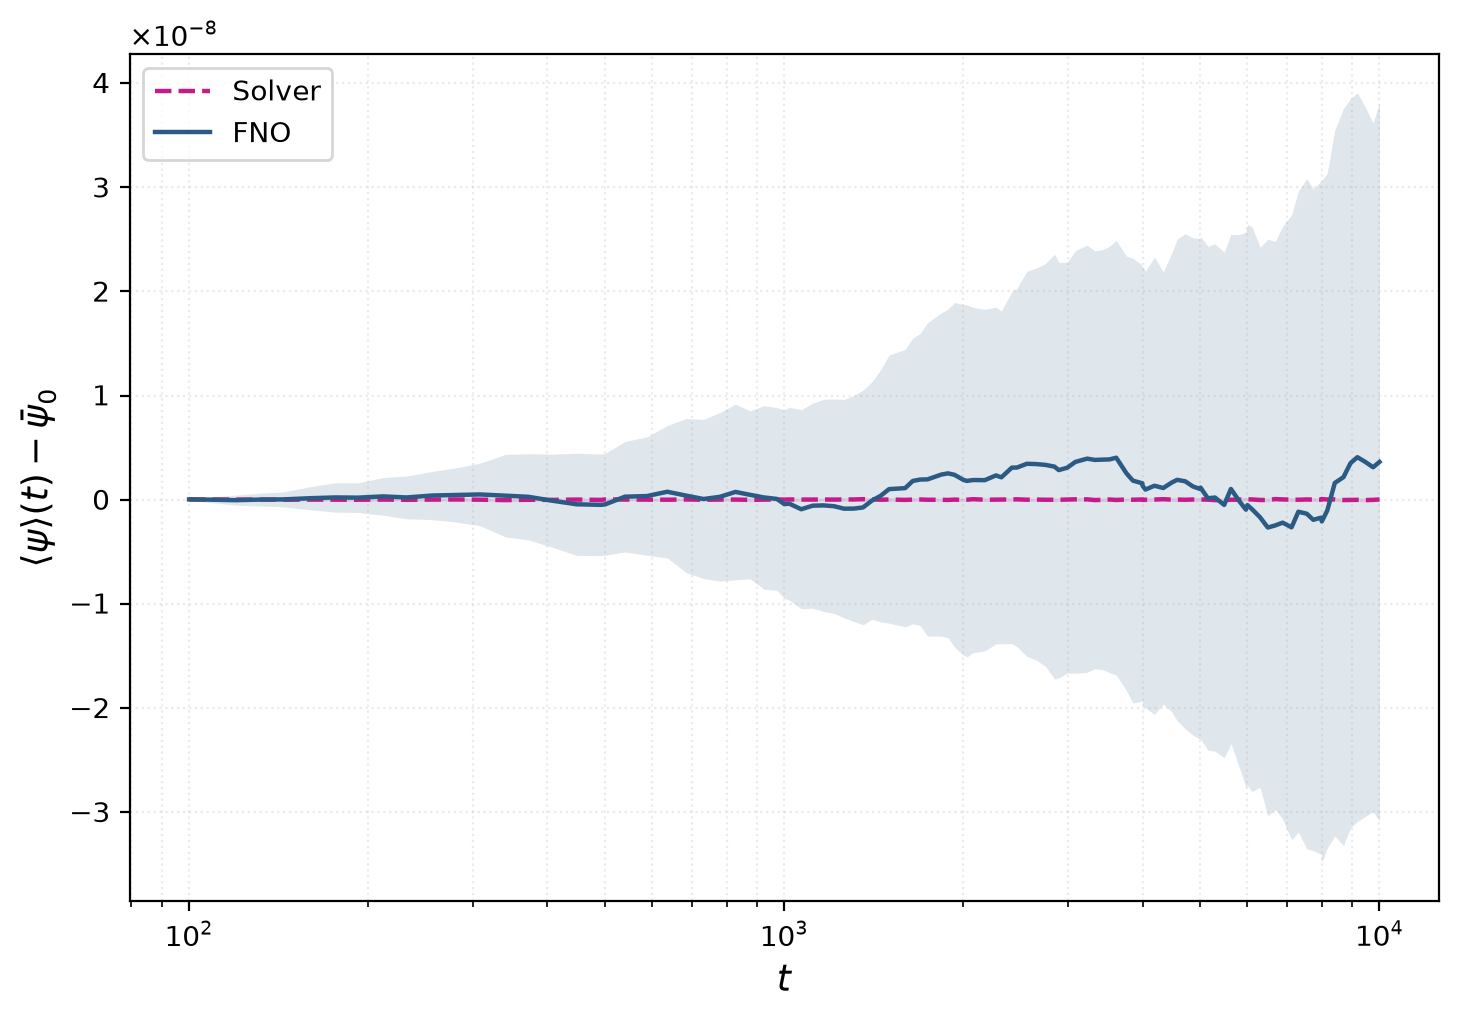 ×10⁻⁸
4
3
2
1
0
−1
−2
−3
⟨ψ⟩(t) − ψ̄₀
Solver
FNO
10² 10³ 10⁴
t